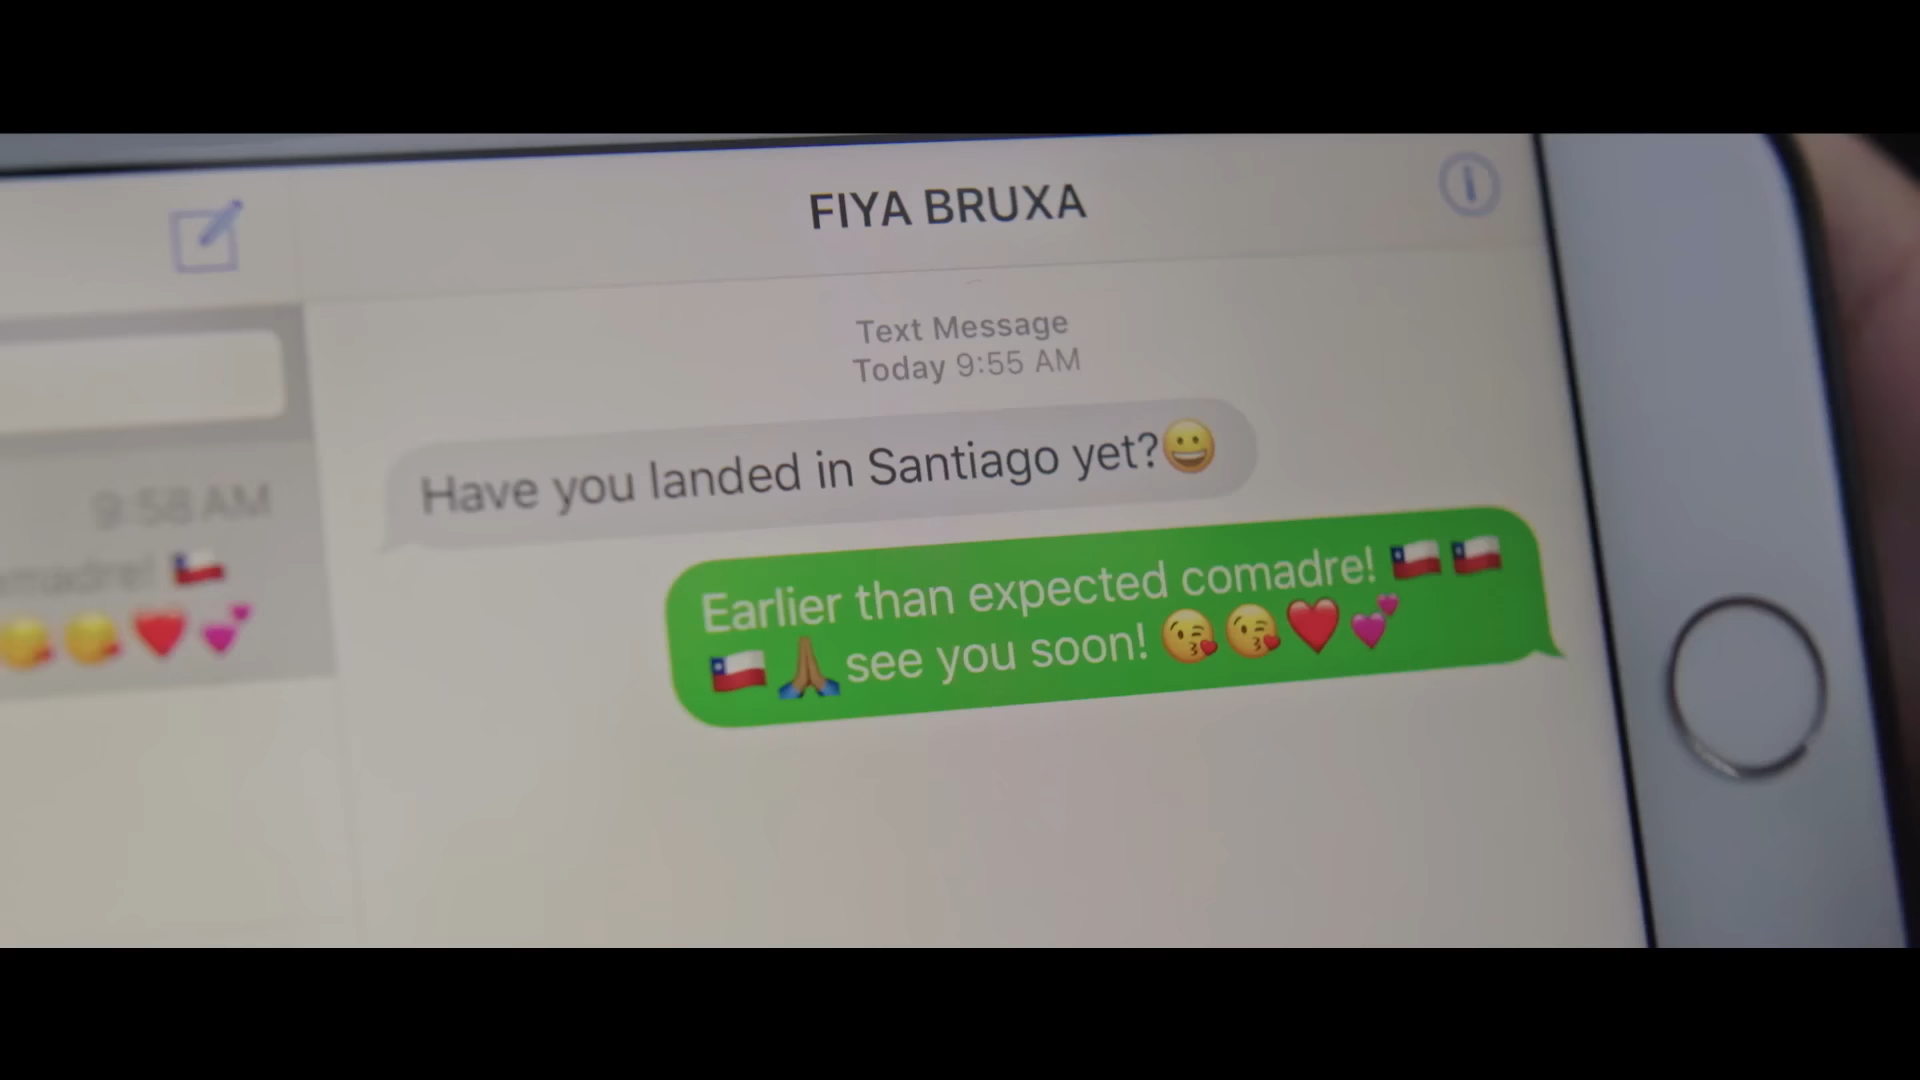 FIYA BRUXA
Text Message
Today 9:55 AM
Have you landed in Santiago yet?😀
Earlier than expected comadre! 🇨🇱🇨🇱
🇨🇱🙏🏽see you soon! 😘😘❤️💕
9:58 AM
🇨🇱
😘😘❤️💕